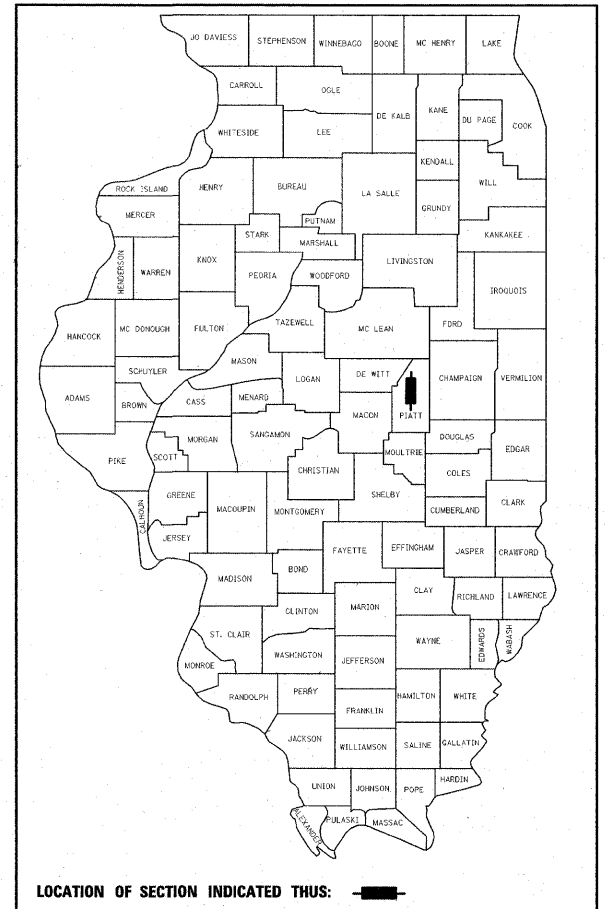 JO DAVIESS STEPHENSON WINNEBAGO BOONE MC HENRY LAKE
CARROLL OGLE
DE KALB KANE DU PAGE COOK
WHITESIDE LEE
KENDALL WILL
ROCK ISLAND HENRY BUREAU LA SALLE
GRUNDY
MERCER PUTNAM
STARK MARSHALL KANKAKEE
HENDERSON WARREN KNOX PEORIA WOODFORD LIVINGSTON IROQUOIS
HANCOCK MC DONOUGH FULTON TAZEWELL MC LEAN FORD
SCHUYLER MASON
LOGAN DE WITT CHAMPAIGN VERMILION
ADAMS BROWN CASS MENARD MACON PIATT
MORGAN SANGAMON DOUGLAS
PIKE SCOTT CHRISTIAN MOULTRIE COLES EDGAR
CALHOUN GREENE MACOUPIN MONTGOMERY SHELBY CUMBERLAND CLARK
JERSEY
FAYETTE EFFINGHAM JASPER CRAWFORD
MADISON BOND
CLINTON MARION CLAY RICHLAND LAWRENCE
ST. CLAIR WAYNE EDWARDS WABASH
MONROE WASHINGTON JEFFERSON
RANDOLPH PERRY HAMILTON WHITE
FRANKLIN
JACKSON WILLIAMSON SALINE GALLATIN
UNION JOHNSON POPE HARDIN
ALEXANDER PULASKI MASSAC
LOCATION OF SECTION INDICATED THUS: